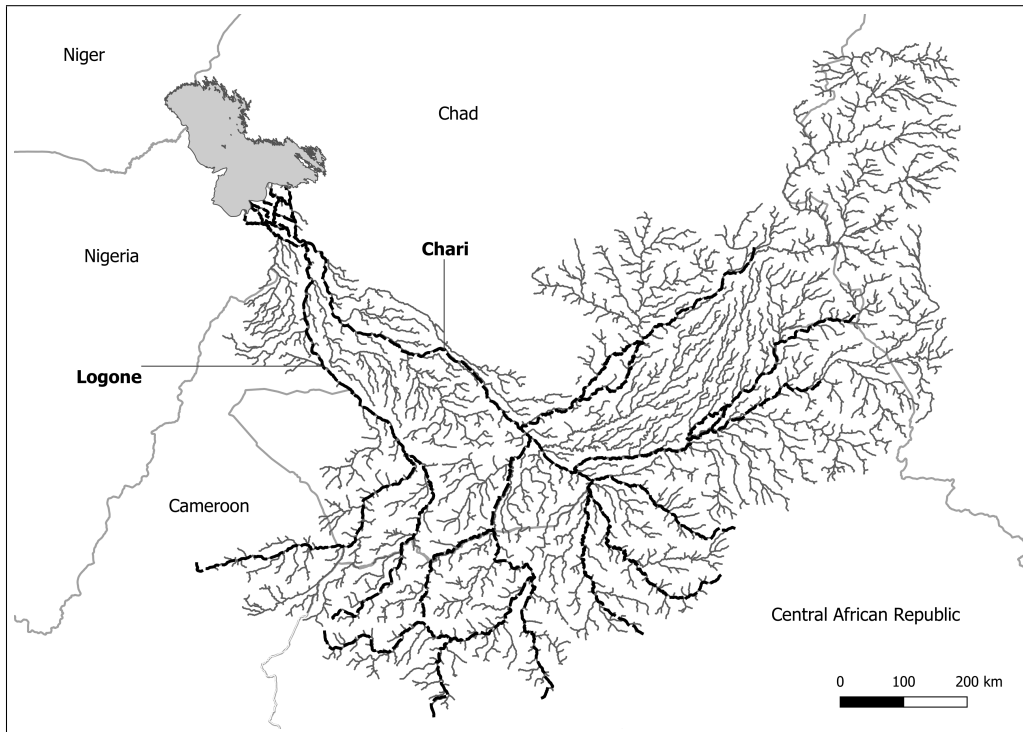 Niger
Chad
Nigeria
Chari
Logone
Cameroon
Central African Republic
0 100 200 km